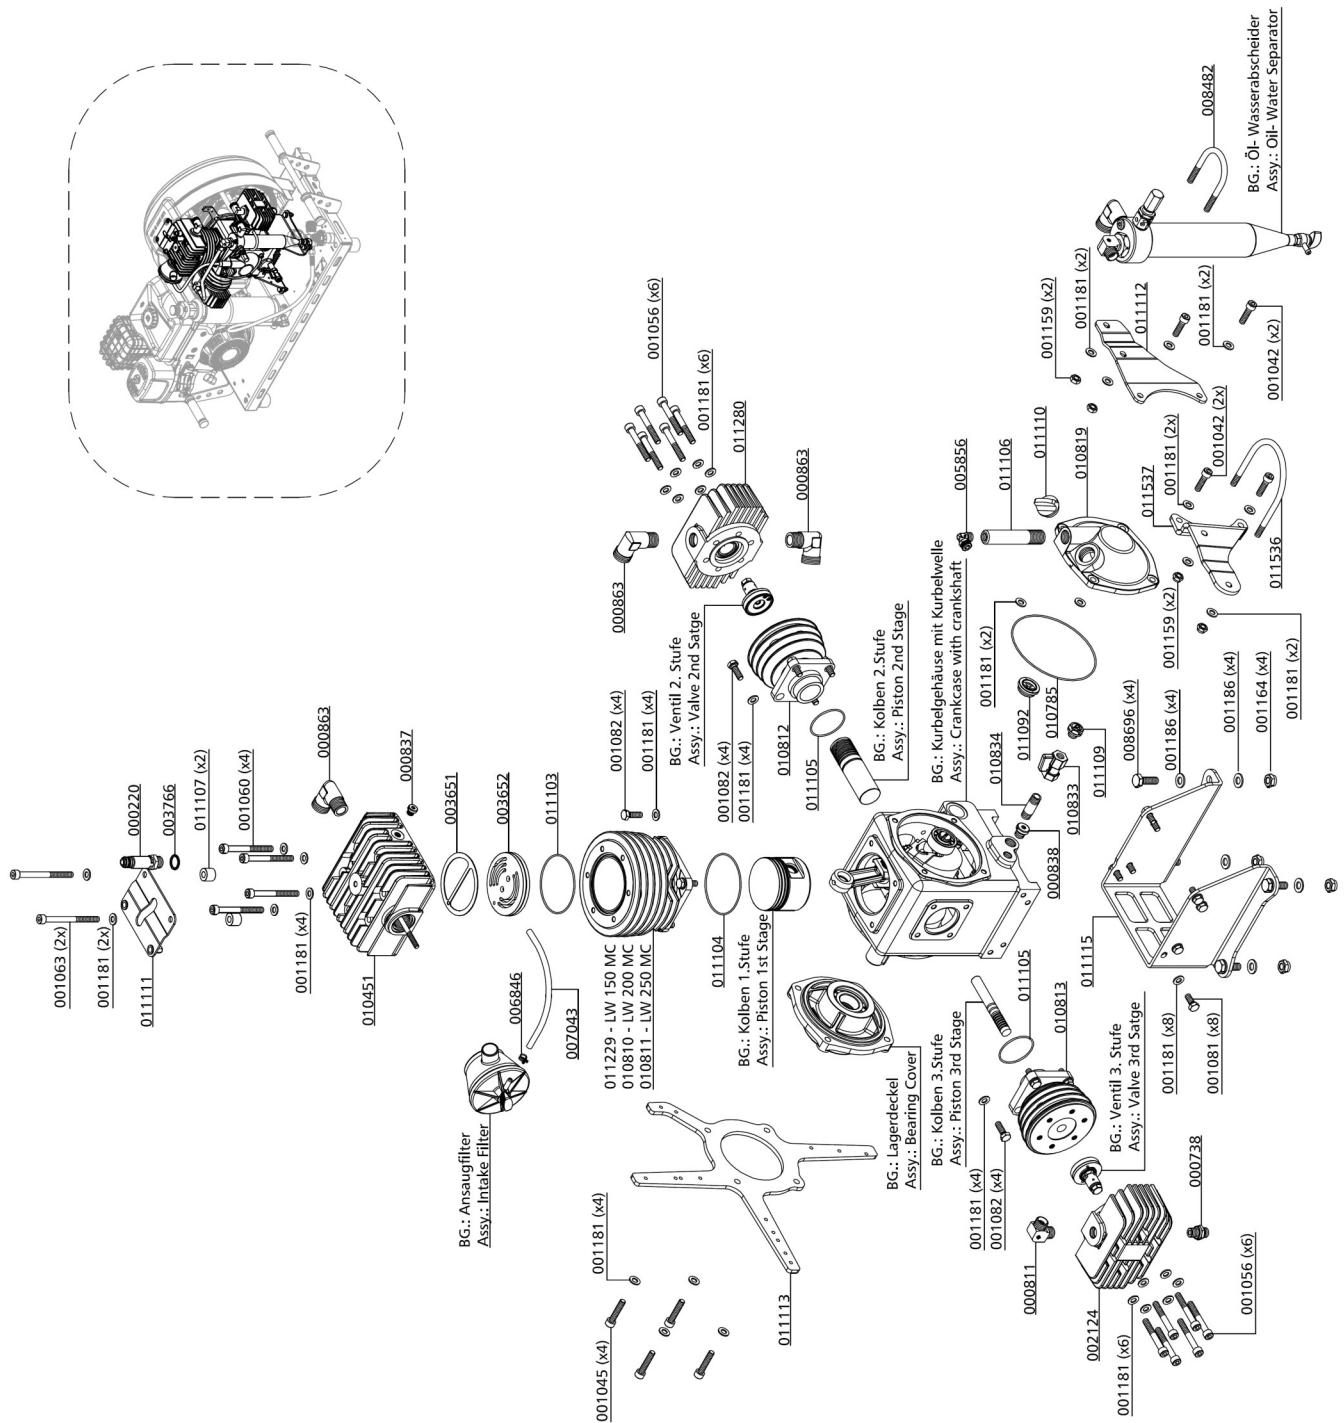 001063 (2x)
001181 (2x)
011111
000220
003766
011107 (x2)
001060 (x4)
001181 (x4)
010451
000863
000837
003651
003652
011103
BG.: Ansaugfilter
Assy.: Intake Filter
006846
007043
011229 - LW 150 MC
010810 - LW 200 MC
010811 - LW 250 MC
001082 (x4)
001181 (x4)
011104
BG.: Kolben 1.Stufe
Assy.: Piston 1st Stage
000863
001056 (x6)
001181 (x6)
011280
000863
BG.: Ventil 2. Stufe
Assy.: Valve 2nd Satge
001082 (x4)
001181 (x4)
010812
011105
BG.: Kolben 2.Stufe
Assy.: Piston 2nd Stage
BG.: Kurbelgehäuse mit Kurbelwelle
Assy.: Crankcase with crankshaft
005856
011106
011110
010819
001181 (x2)
011092
010785
010834
010833
011109
000838
001159 (x2)
001181 (x2)
011112
001181 (x2)
001042 (x2)
008482
BG.: Öl- Wasserabscheider
Assy.: Oil- Water Separator
011537
001181 (2x)
001042 (2x)
011536
001159 (x2)
001181 (x2)
008696 (x4)
001186 (x4)
001186 (x4)
001164 (x4)
011115
001181 (x8)
001081 (x8)
001181 (x4)
001045 (x4)
011113
BG.: Lagerdeckel
Assy.: Bearing Cover
BG.: Kolben 3.Stufe
Assy.: Piston 3rd Stage
011105
010813
001181 (x4)
001082 (x4)
BG.: Ventil 3. Stufe
Assy.: Valve 3rd Satge
000811
000738
002124
001181 (x6)
001056 (x6)